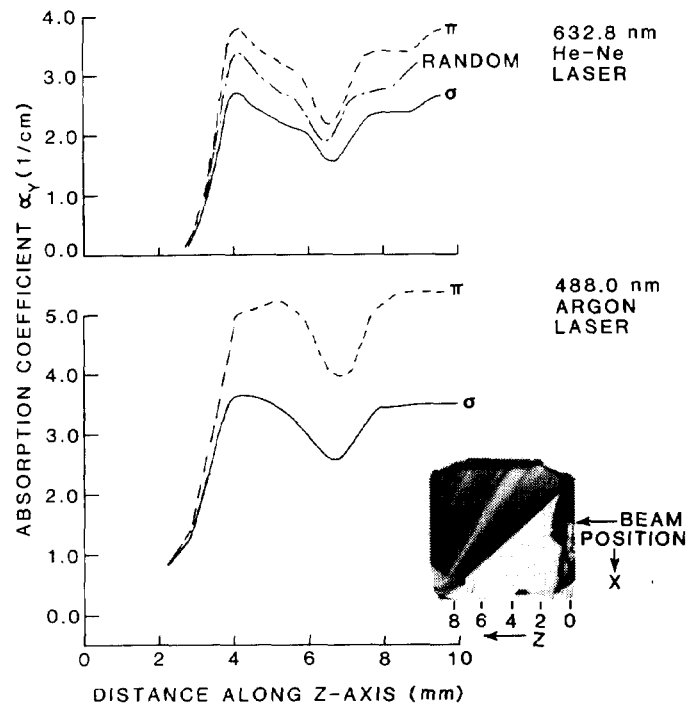 4.0
3.0
2.0
1.0
0.0
π
RANDOM
σ
632.8 nm
He-Ne
LASER
ABSORPTION COEFFICIENT αY (1/cm)
5.0
4.0
3.0
2.0
1.0
0.0
π
σ
488.0 nm
ARGON
LASER
BEAM
POSITION
X
8 6 4 2 0
Z
0 2 4 6 8 10
DISTANCE ALONG Z-AXIS (mm)